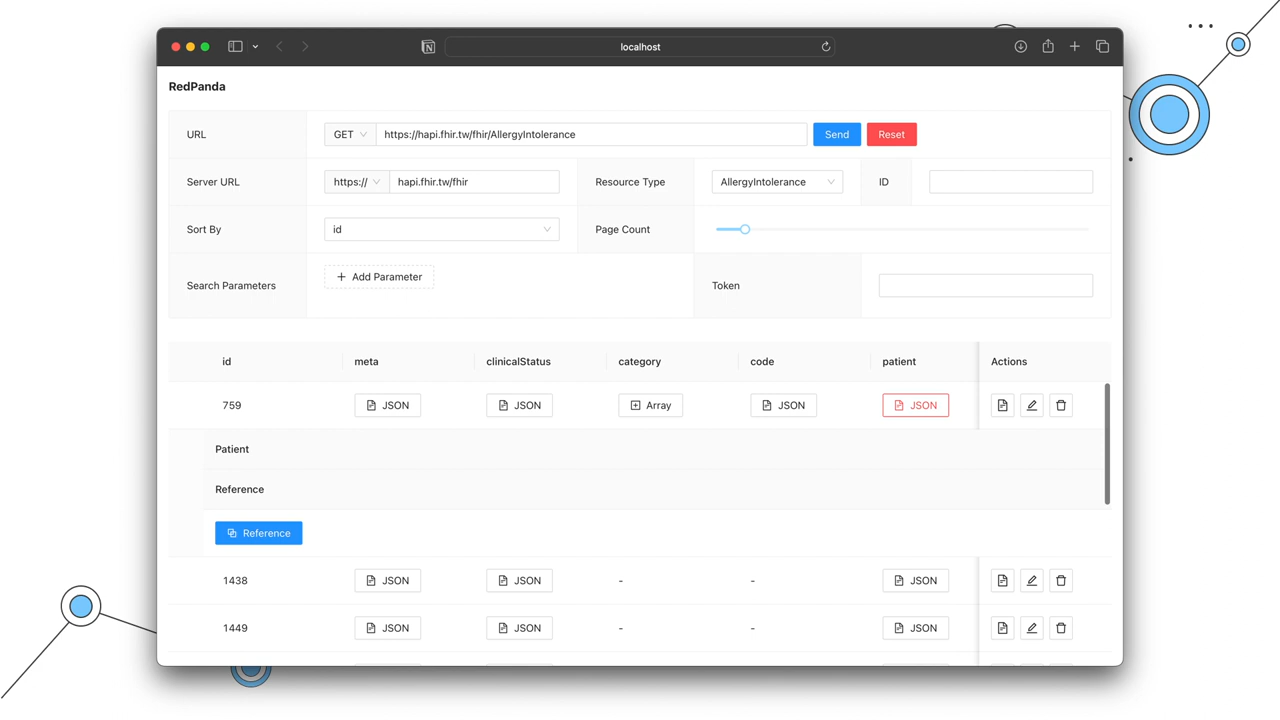 localhost
RedPanda
URL GET https://hapi.fhir.tw/fhir/AllergyIntolerance Send Reset
Server URL https:// hapi.fhir.tw/fhir Resource Type AllergyIntolerance ID
Sort By id Page Count
Search Parameters + Add Parameter Token
id meta clinicalStatus category code patient Actions
759 JSON JSON Array JSON JSON
Patient
Reference
Reference
1438 JSON JSON - - JSON
1449 JSON JSON - - JSON